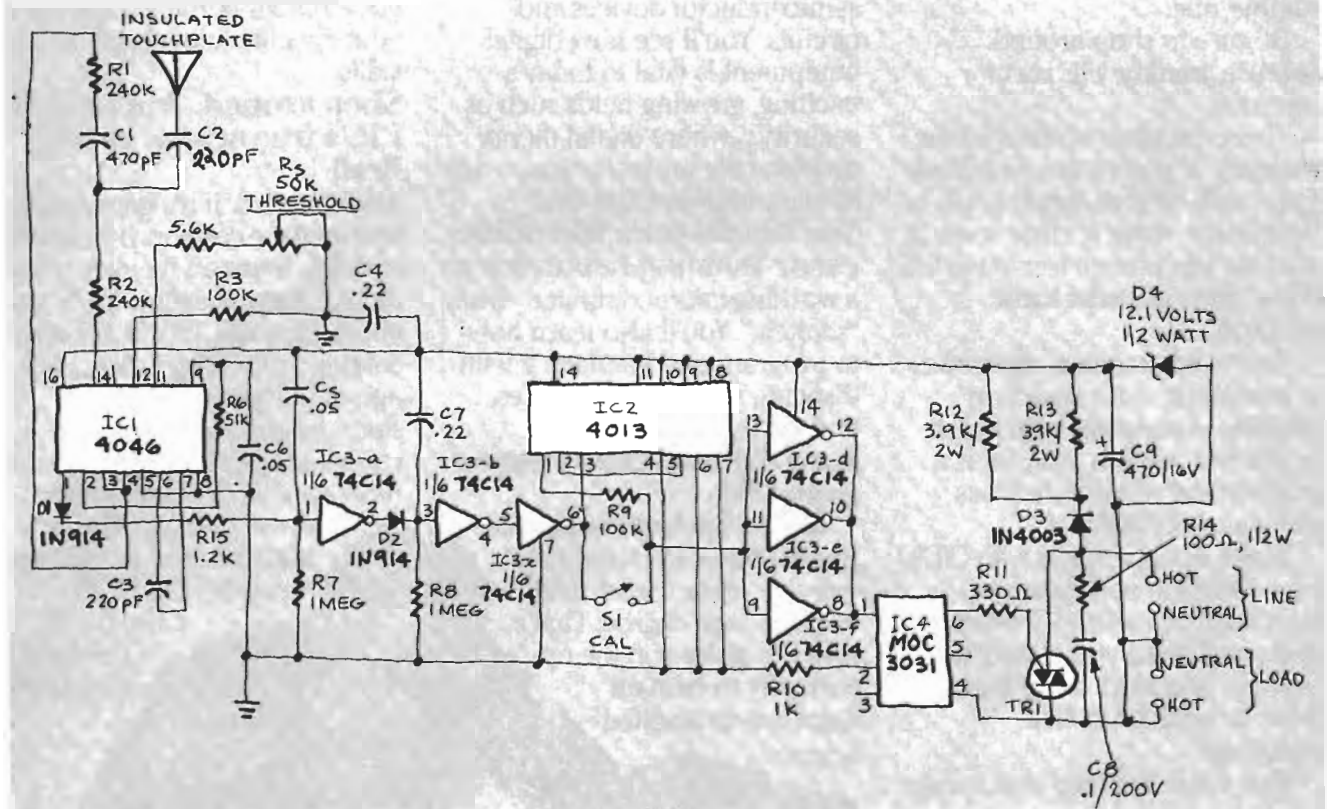 INSULATED
TOUCHPLATE
R1
240K
C1
470pF
C2
220pF
RS
50K
THRESHOLD
5.6K
R2
240K
R3
100K
C4
.22
D4
12.1 VOLTS
1/2 WATT
16 14 12 11 9
IC1
4046
1 2 3 4 5 6 7 8
R6
51K
C6
.05
C5
.05
C7
.22
14 11 10 9 8
IC2
4013
1 2 3 4 5 6 7
R9
100K
D1
1N914
R15
1.2K
C3
220pF
IC3-a
1/6 74C14
1 2
D2
1N914
R7
1MEG
IC3-b
1/6 74C14
3 4
R8
1MEG
5 6
7
IC3-x
1/6
74C14
S1
CAL
14
13 12
IC3-d
1/6 74C14
11 10
IC3-e
1/6 74C14
9 8
IC3-f
1/6 74C14
R10
1K
1
2
3
IC4
MOC
3031
6
5
4
R11
330Ω
TR1
R12
3.9K/
2W
R13
3.9K/
2W
+
C9
470/16V
D3
1N4003
R14
100Ω, 1/2W
HOT
NEUTRAL
LINE
NEUTRAL
HOT
LOAD
C8
.1/200V